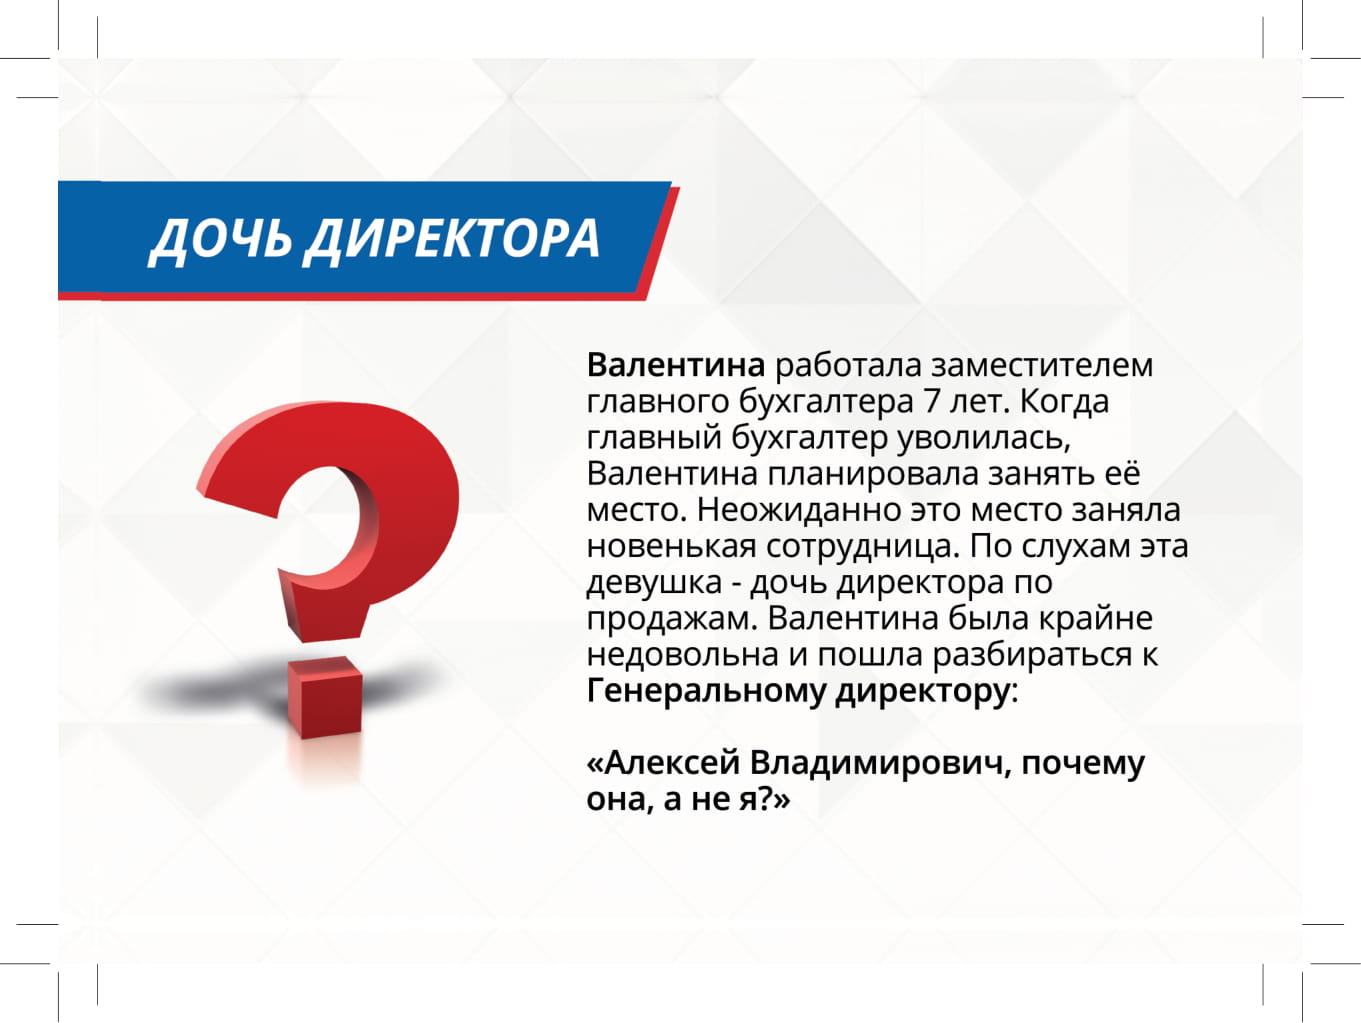 ДОЧЬ ДИРЕКТОРА
Валентина работала заместителем
главного бухгалтера 7 лет. Когда
главный бухгалтер уволилась,
Валентина планировала занять её
место. Неожиданно это место заняла
новенькая сотрудница. По слухам эта
девушка - дочь директора по
продажам. Валентина была крайне
недовольна и пошла разбираться к
Генеральному директору:
«Алексей Владимирович, почему
она, а не я?»